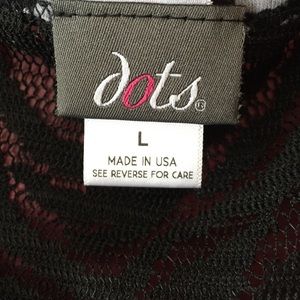 dots®
L
MADE IN USA
SEE REVERSE FOR CARE